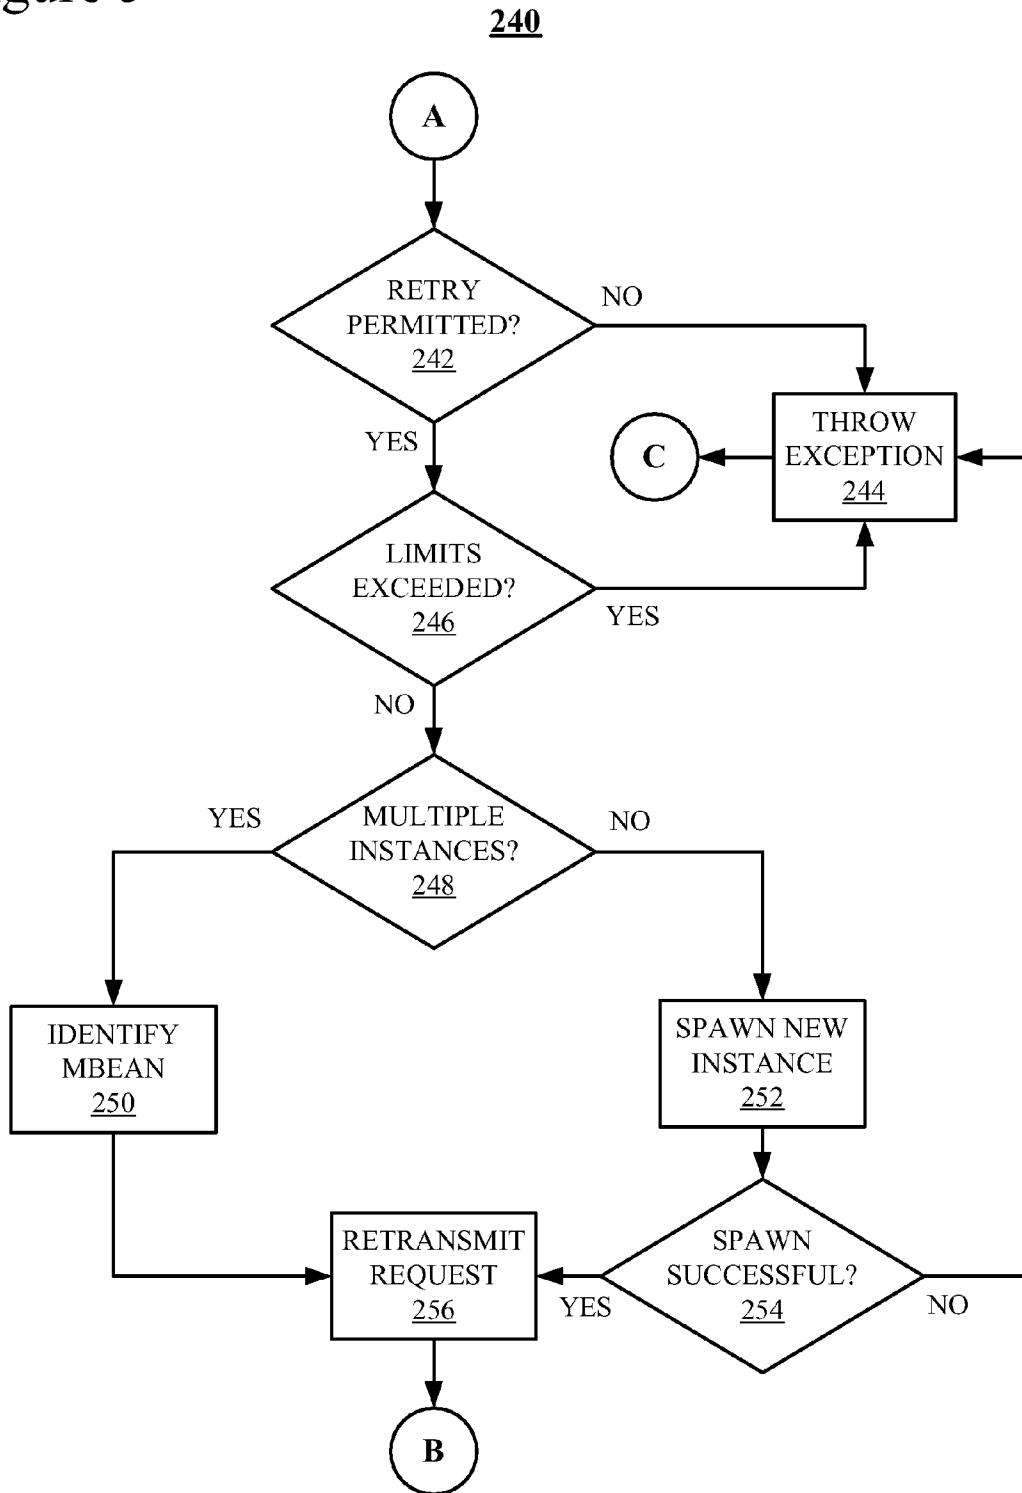 240
A
RETRY
PERMITTED?
242
NO
YES
THROW
EXCEPTION
244
C
LIMITS
EXCEEDED?
246
YES
NO
MULTIPLE
INSTANCES?
248
YES
NO
IDENTIFY
MBEAN
250
SPAWN NEW
INSTANCE
252
RETRANSMIT
REQUEST
256
SPAWN
SUCCESSFUL?
254
YES
NO
B